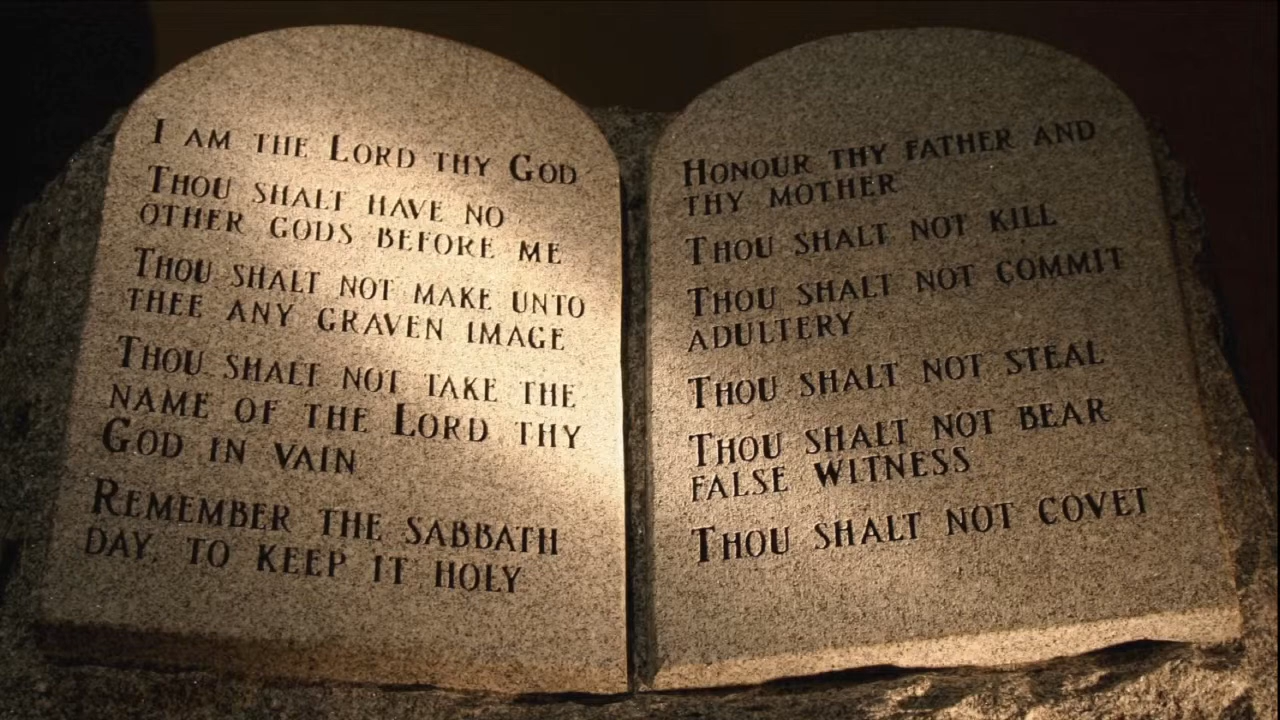 I AM THE LORD THY GOD
THOU SHALT HAVE NO
OTHER GODS BEFORE ME
THOU SHALT NOT MAKE UNTO
THEE ANY GRAVEN IMAGE
THOU SHALT NOT TAKE THE
NAME OF THE LORD THY
GOD IN VAIN
REMEMBER THE SABBATH
DAY, TO KEEP IT HOLY
HONOUR THY FATHER AND
THY MOTHER
THOU SHALT NOT KILL
THOU SHALT NOT COMMIT
ADULTERY
THOU SHALT NOT STEAL
THOU SHALT NOT BEAR
FALSE WITNESS
THOU SHALT NOT COVET